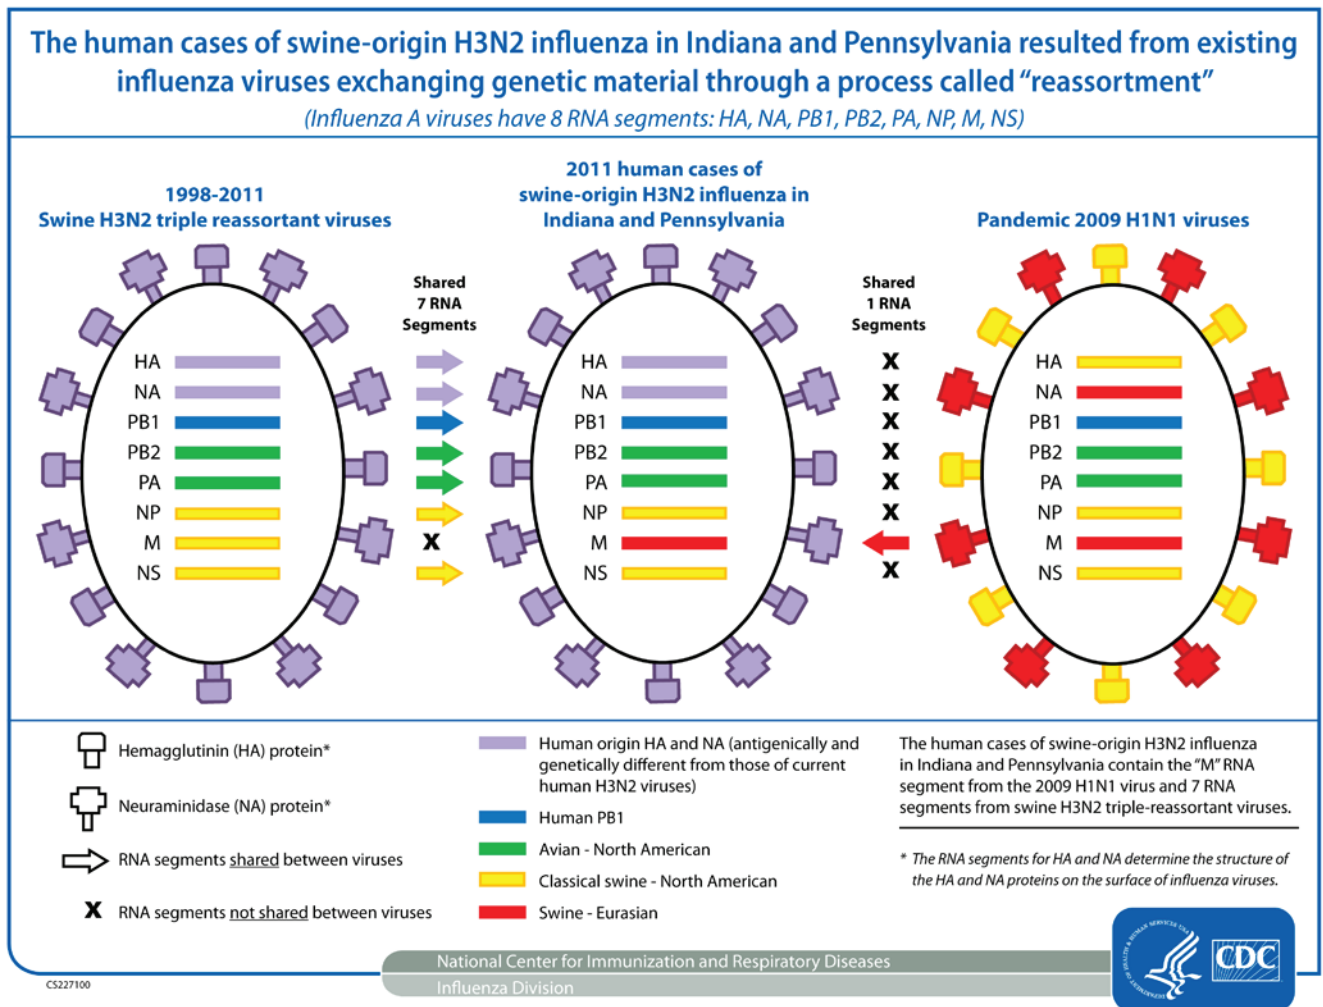 The human cases of swine-origin H3N2 influenza in Indiana and Pennsylvania resulted from existing
influenza viruses exchanging genetic material through a process called “reassortment”
(Influenza A viruses have 8 RNA segments: HA, NA, PB1, PB2, PA, NP, M, NS)
1998-2011
Swine H3N2 triple reassortant viruses
2011 human cases of
swine-origin H3N2 influenza in
Indiana and Pennsylvania
Pandemic 2009 H1N1 viruses
HA
NA
PB1
PB2
PA
NP
M
NS
Shared
7 RNA
Segments
X
HA
NA
PB1
PB2
PA
NP
M
NS
Shared
1 RNA
Segments
X
X
X
X
X
X
X
HA
NA
PB1
PB2
PA
NP
M
NS
Hemagglutinin (HA) protein*
Neuraminidase (NA) protein*
RNA segments shared between viruses
X RNA segments not shared between viruses
Human origin HA and NA (antigenically and
genetically different from those of current
human H3N2 viruses)
Human PB1
Avian - North American
Classical swine - North American
Swine - Eurasian
The human cases of swine-origin H3N2 influenza
in Indiana and Pennsylvania contain the “M” RNA
segment from the 2009 H1N1 virus and 7 RNA
segments from swine H3N2 triple-reassortant viruses.
* The RNA segments for HA and NA determine the structure of
the HA and NA proteins on the surface of influenza viruses.
National Center for Immunization and Respiratory Diseases
Influenza Division
CS227100
DEPARTMENT OF HEALTH & HUMAN SERVICES USA
CDC